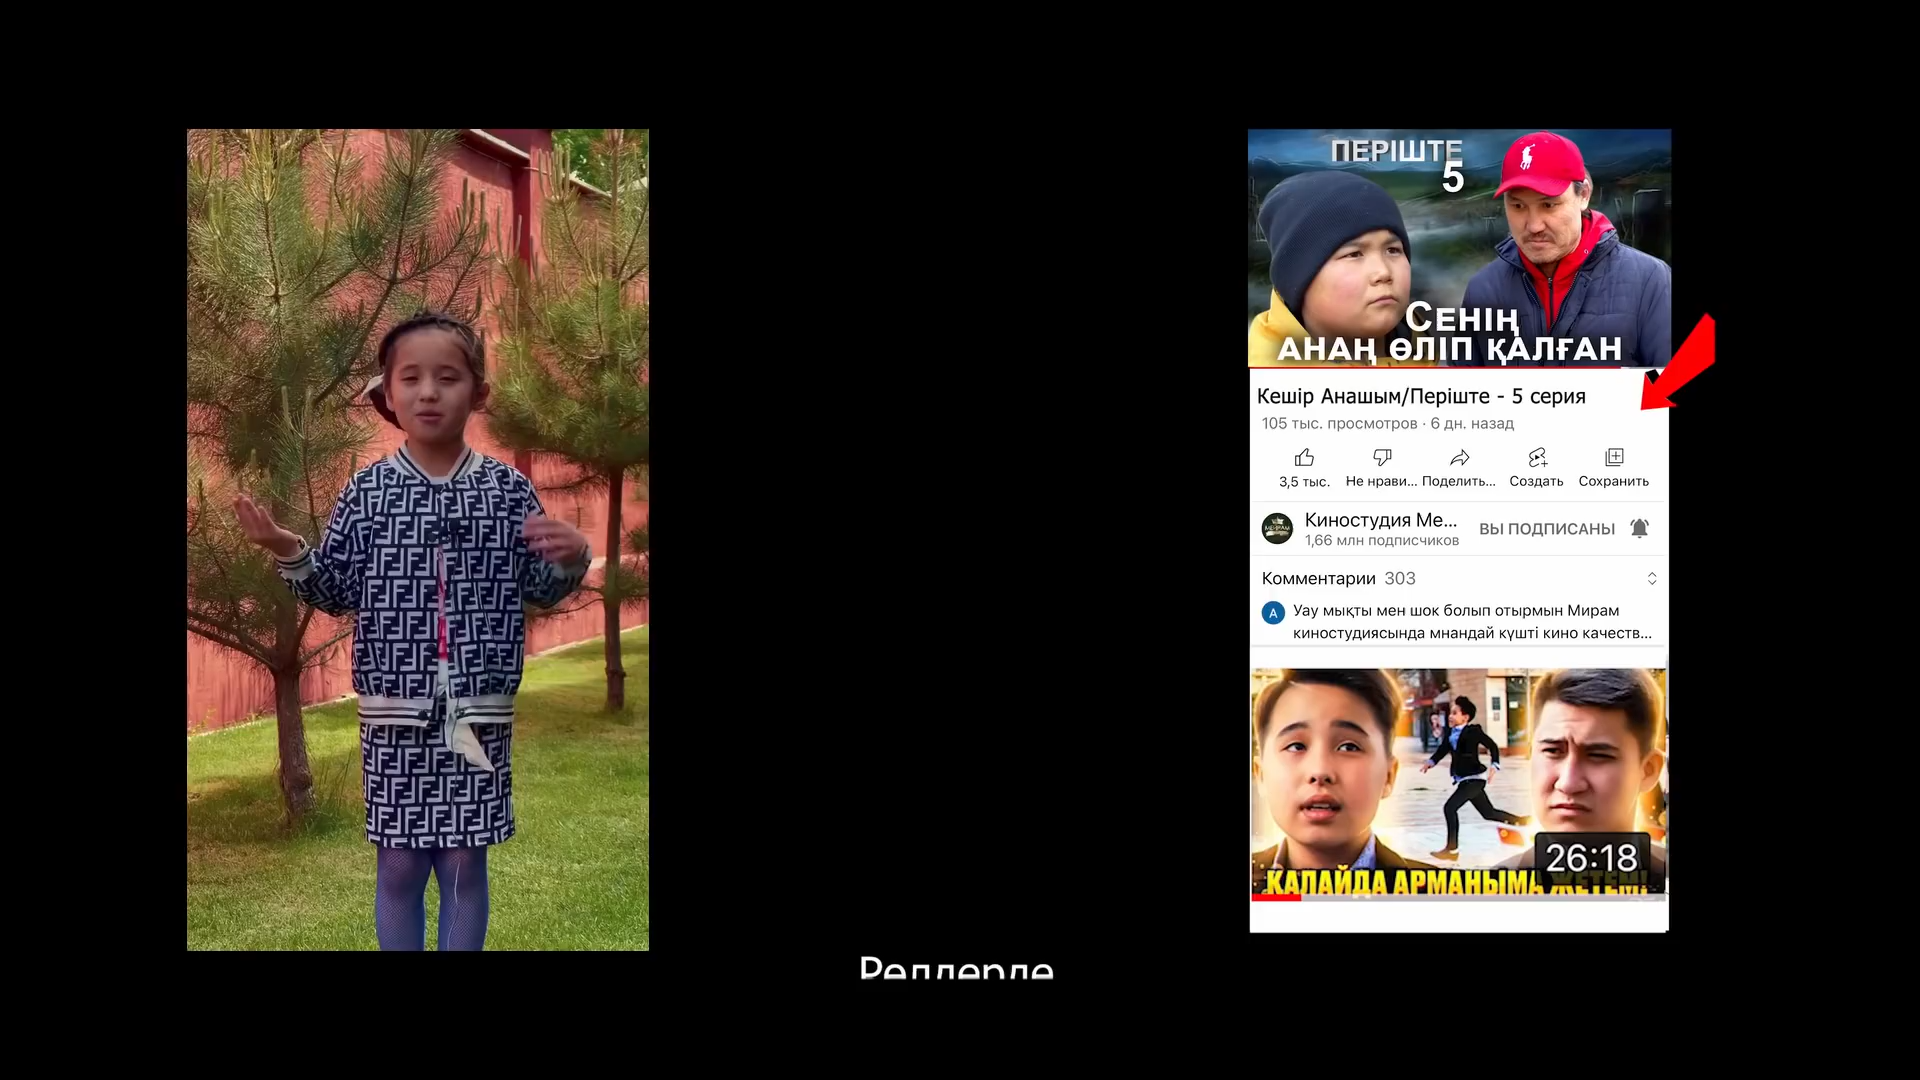 ПЕРІШТЕ
5
СЕНІҢ
АНАҢ ӨЛІП ҚАЛҒАН
Кешір Анашым/Періште - 5 серия
105 тыс. просмотров · 6 дн. назад
3,5 тыс. Не нрави... Поделить... Создать Сохранить
Киностудия Ме...
1,66 млн подписчиков
ВЫ ПОДПИСАНЫ
Комментарии 303
А
Уау мықты мен шок болып отырмын Мирам
киностудиясында мнандай күшті кино качеств...
26:18
ҚАЛАЙДА АРМАНЫМА ЖЕТЕМ!